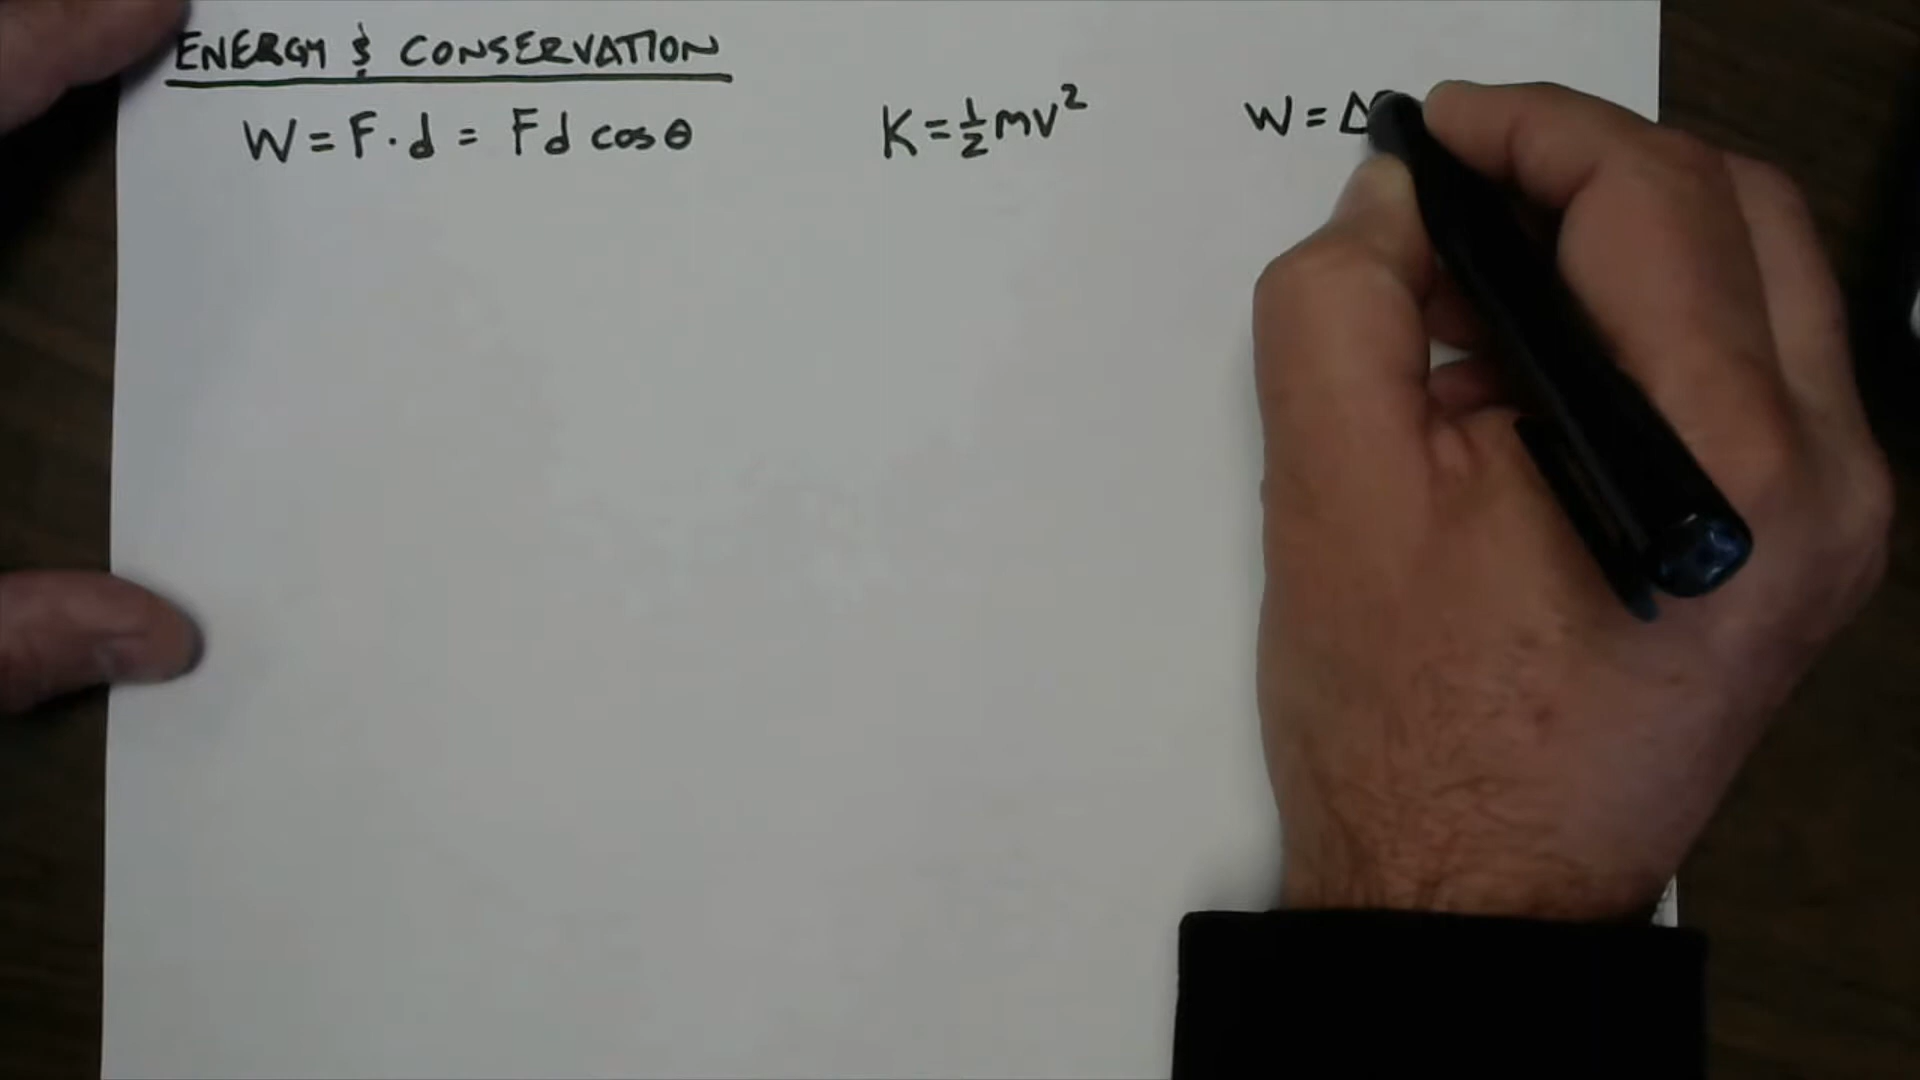 ENERGY & CONSERVATION
W = F · d = Fd cos θ K = ½mv² W = Δ